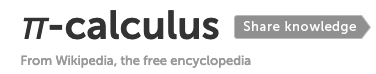 π-calculus
Share knowledge
From Wikipedia, the free encyclopedia